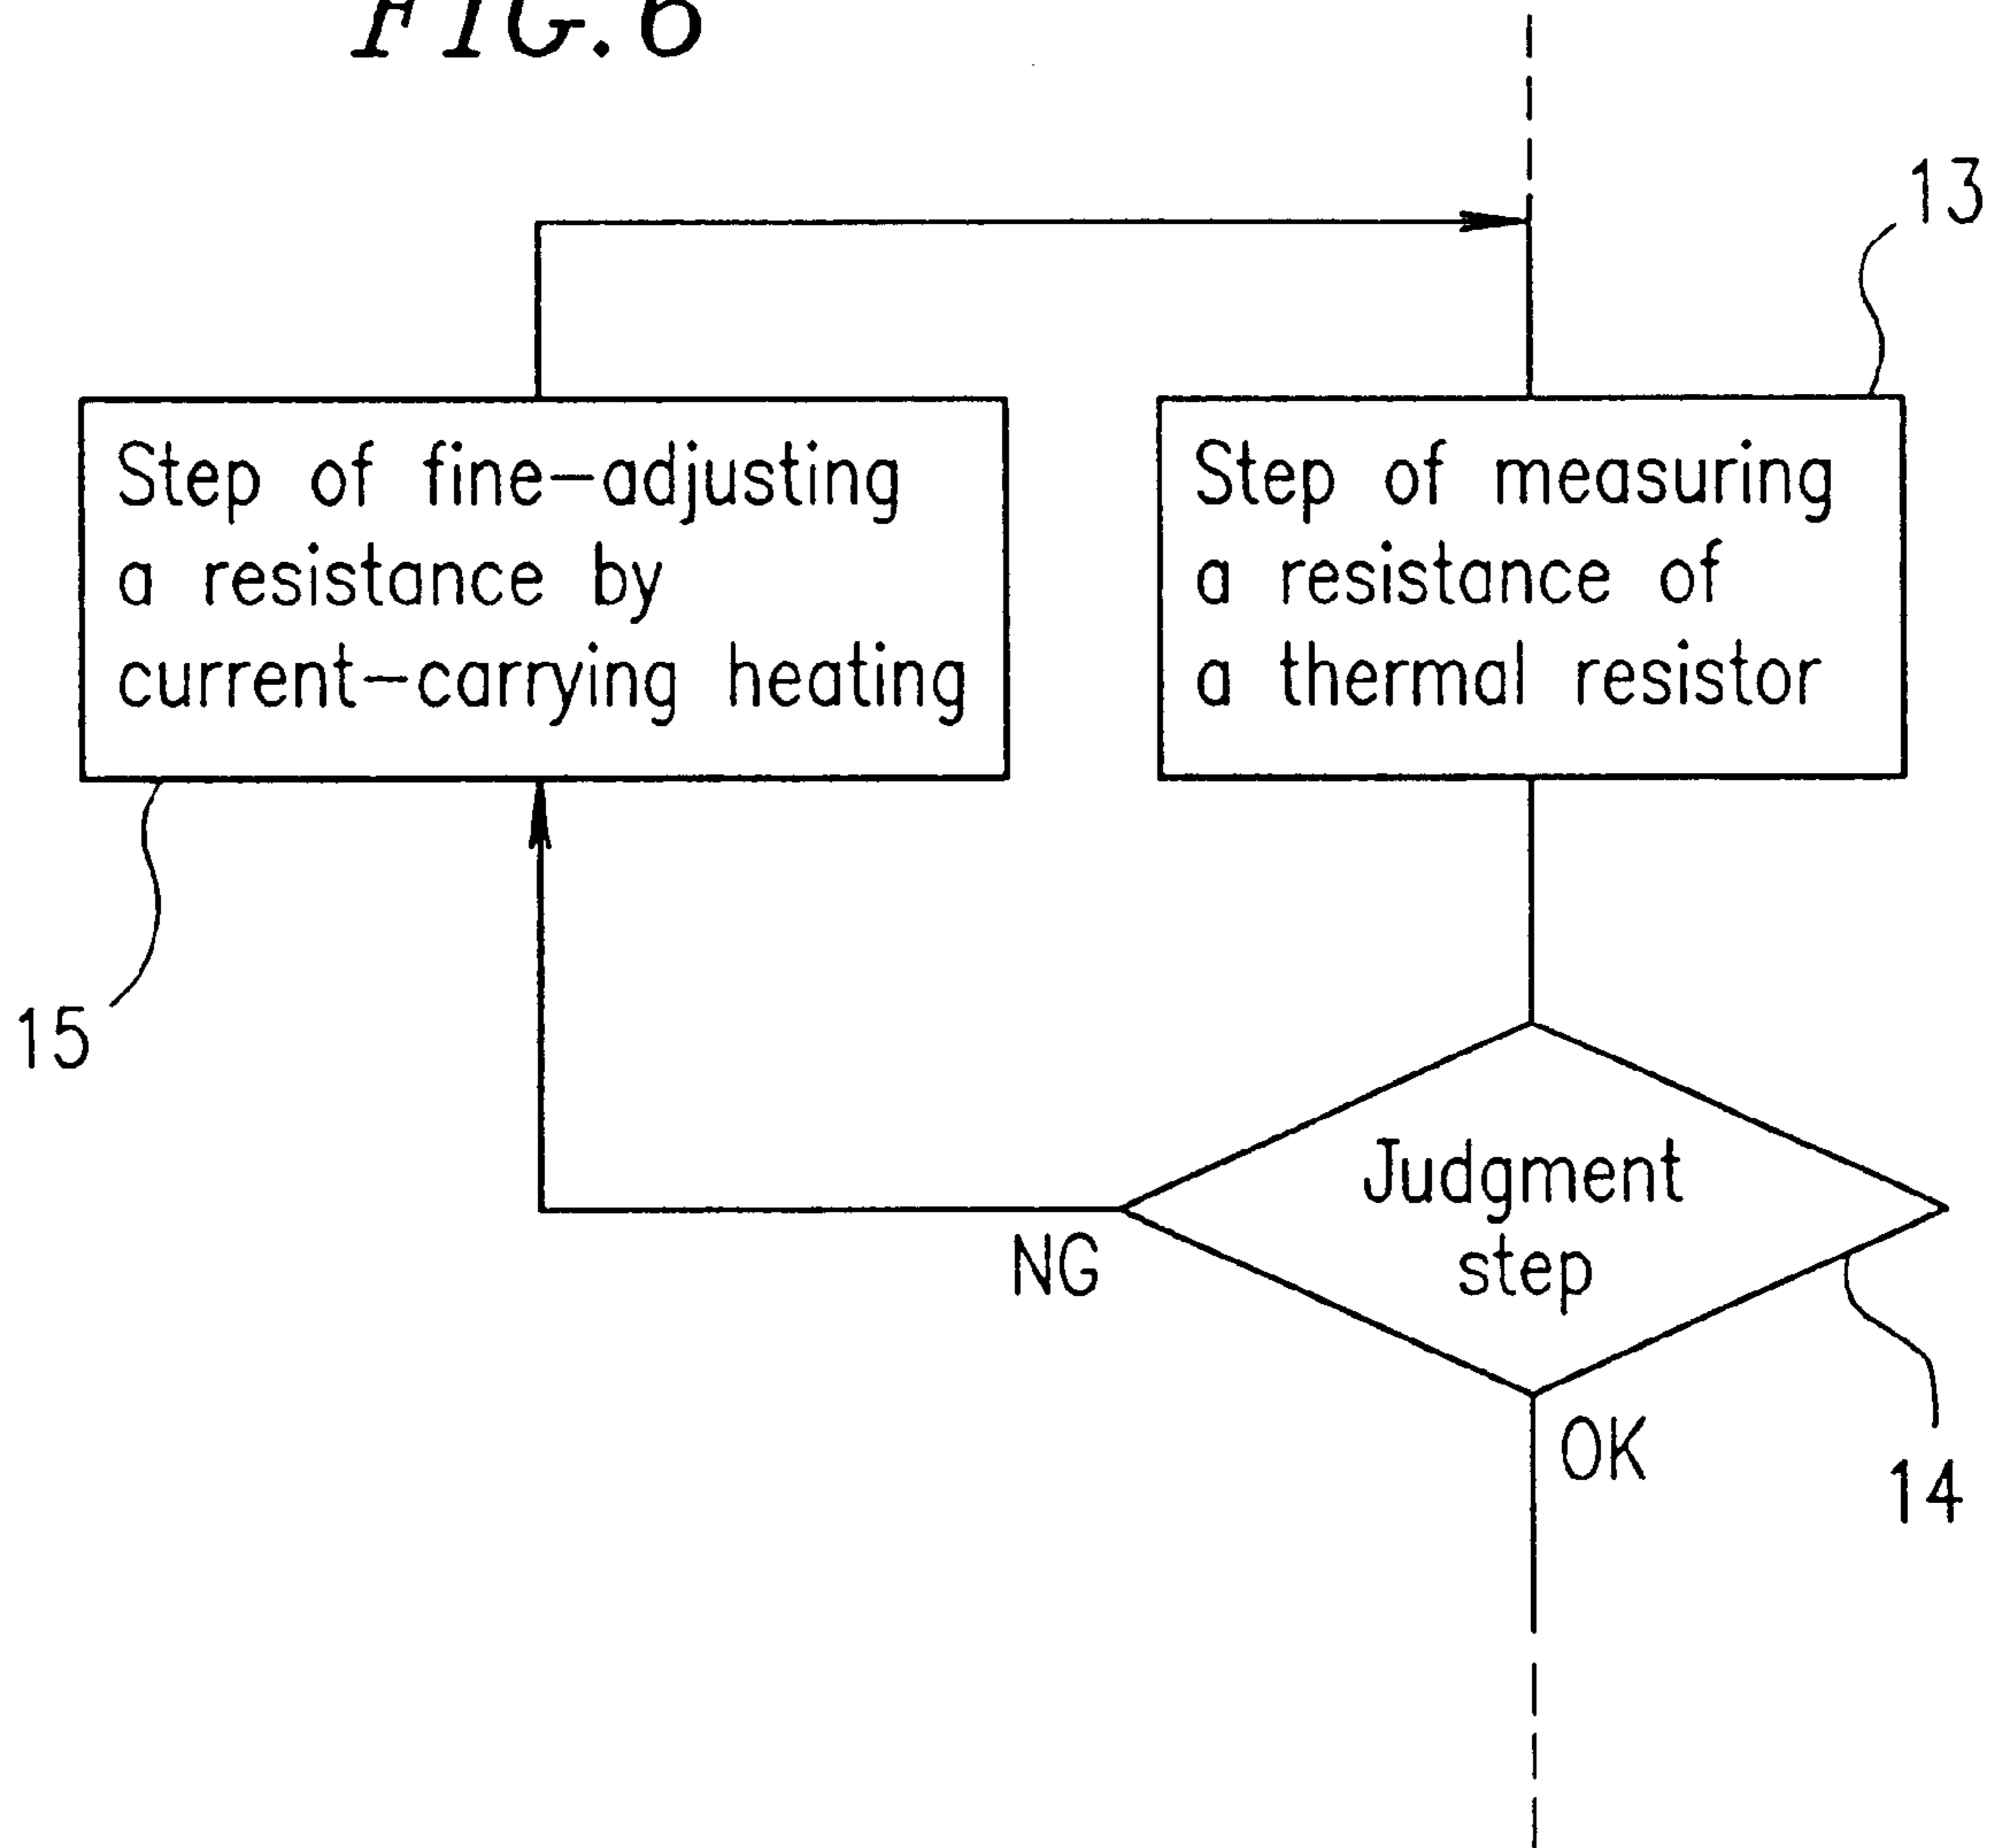 FIG.6
13
Step of fine-adjusting
a resistance by
current-carrying heating
Step of measuring
a resistance of
a thermal resistor
15
Judgment
step
NG
OK
14